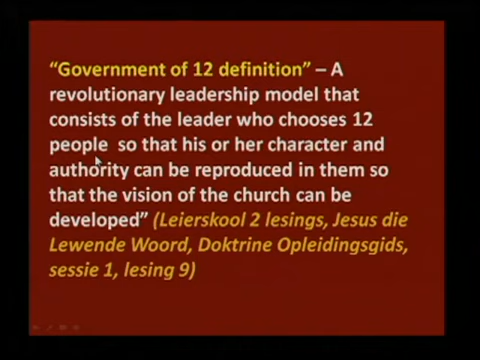 “Government of 12 definition” – A
revolutionary leadership model that
consists of the leader who chooses 12
people so that his or her character and
authority can be reproduced in them so
that the vision of the church can be
developed” (Leierskool 2 lesings, Jesus die
Lewende Woord, Doktrine Opleidingsgids,
sessie 1, lesing 9)